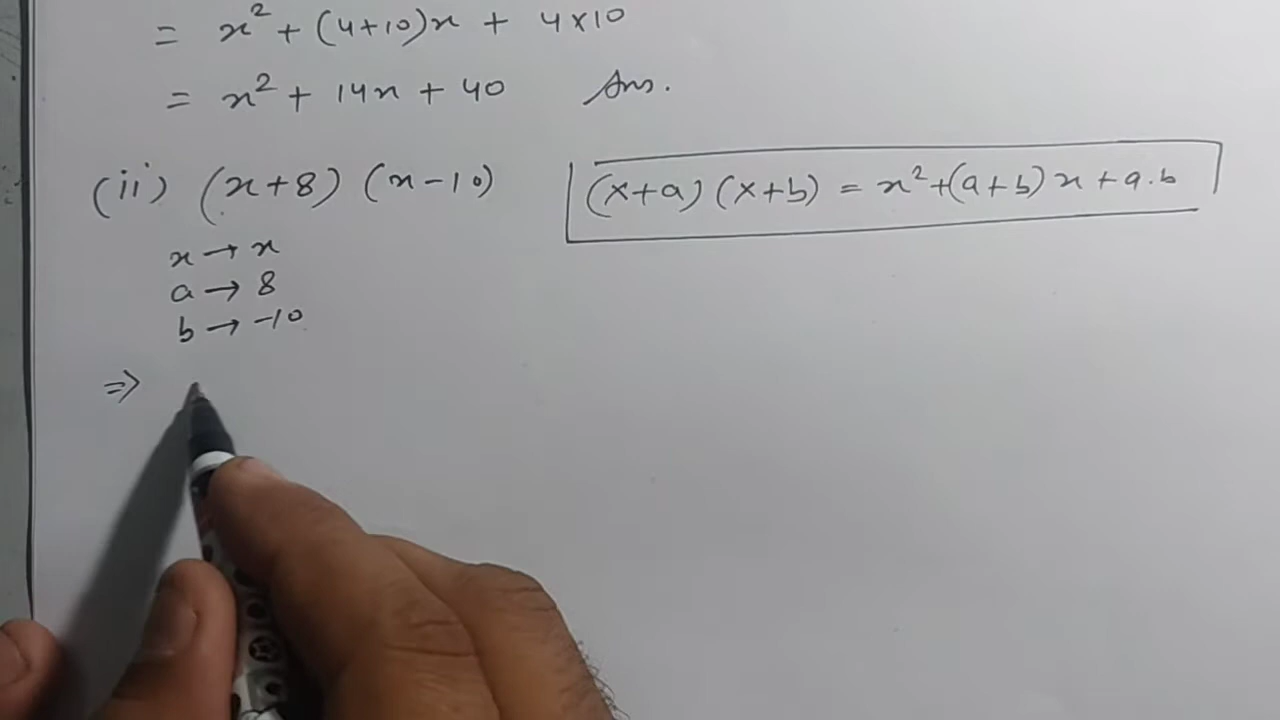 = x² + (4+10)x + 4×10
= x² + 14x + 40 Ans.
(ii) (x+8) (x-10)
(x+a) (x+b) = x²+(a+b)x+a.b
x → x
a → 8
b → -10
⇒